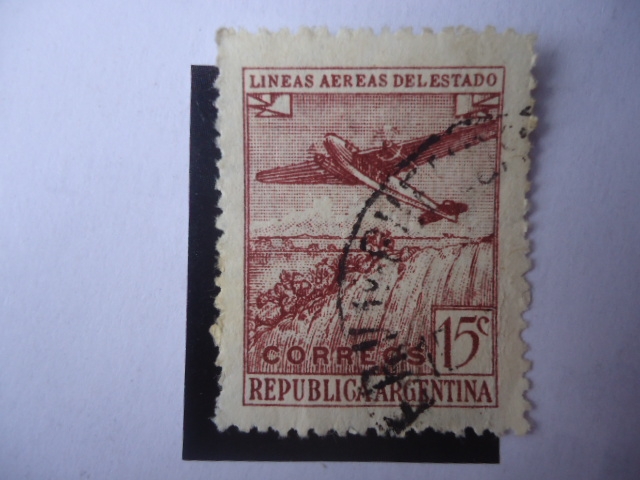 LINEAS AEREAS DEL ESTADO
CORREOS
15c
REPUBLICA ARGENTINA